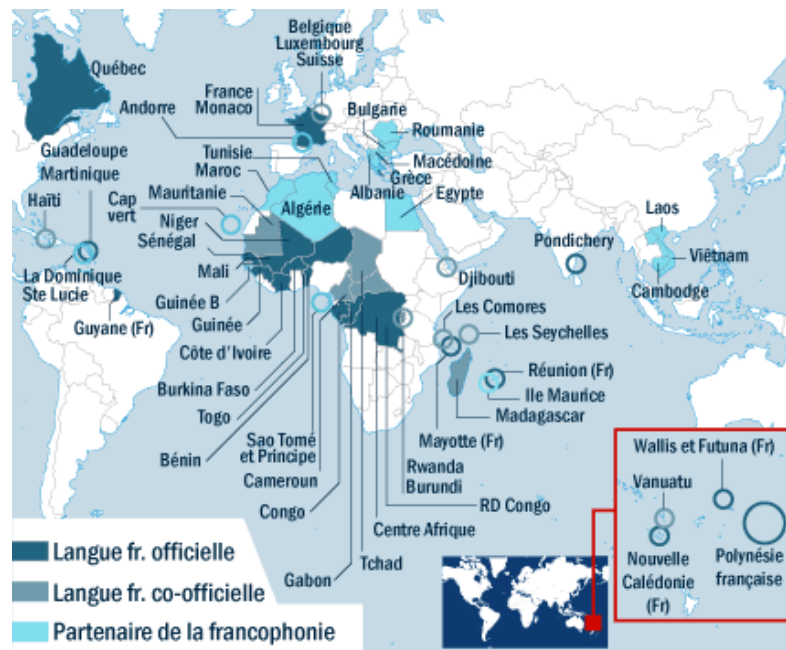 Québec
Belgique
Luxembourg
Suisse
France
Monaco
Andorre
Bulgarie
Roumanie
Guadeloupe
Martinique
Tunisie
Maroc
Macédoine
Grèce
Albanie
Haïti
Cap
vert
Mauritanie
Algérie
Egypte
Laos
Niger
Sénégal
Pondichery
Viêtnam
La Dominique
Ste Lucie
Mali
Djibouti
Cambodge
Guinée B
Les Comores
Guyane (Fr)
Guinée
Les Seychelles
Côte d'Ivoire
Réunion (Fr)
Burkina Faso
Ile Maurice
Togo
Madagascar
Bénin
Sao Tomé
et Principe
Mayotte (Fr)
Cameroun
Rwanda
Burundi
Congo
RD Congo
Centre Afrique
Gabon
Tchad
Wallis et Futuna (Fr)
Vanuatu
Nouvelle
Calédonie
(Fr)
Polynésie
française
Langue fr. officielle
Langue fr. co-officielle
Partenaire de la francophonie